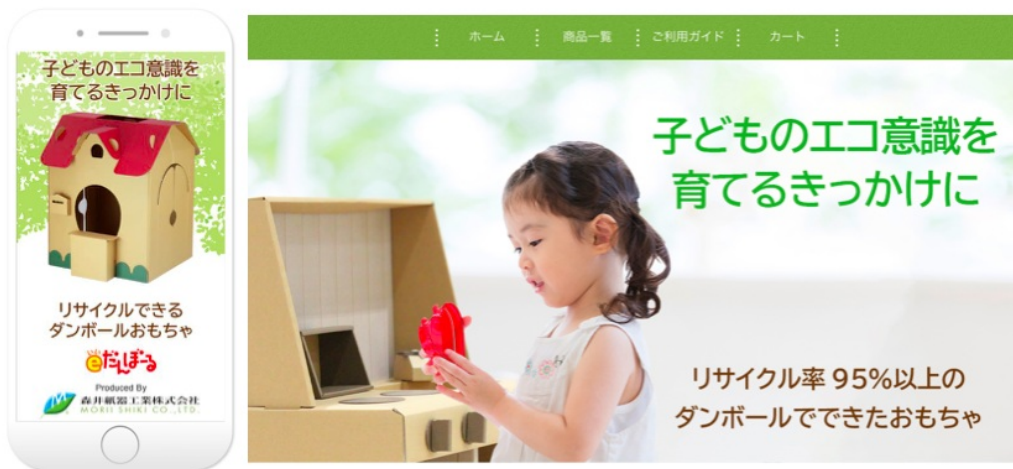 子どものエコ意識を
育てるきっかけに
リサイクルできる
ダンボールおもちゃ
eだんぼーる
Produced By
M 森井紙器工業株式会社
MORII SHIKI CO.,LTD.
ホーム 商品一覧 ご利用ガイド カート
子どものエコ意識を
育てるきっかけに
リサイクル率95%以上の
ダンボールでできたおもちゃ